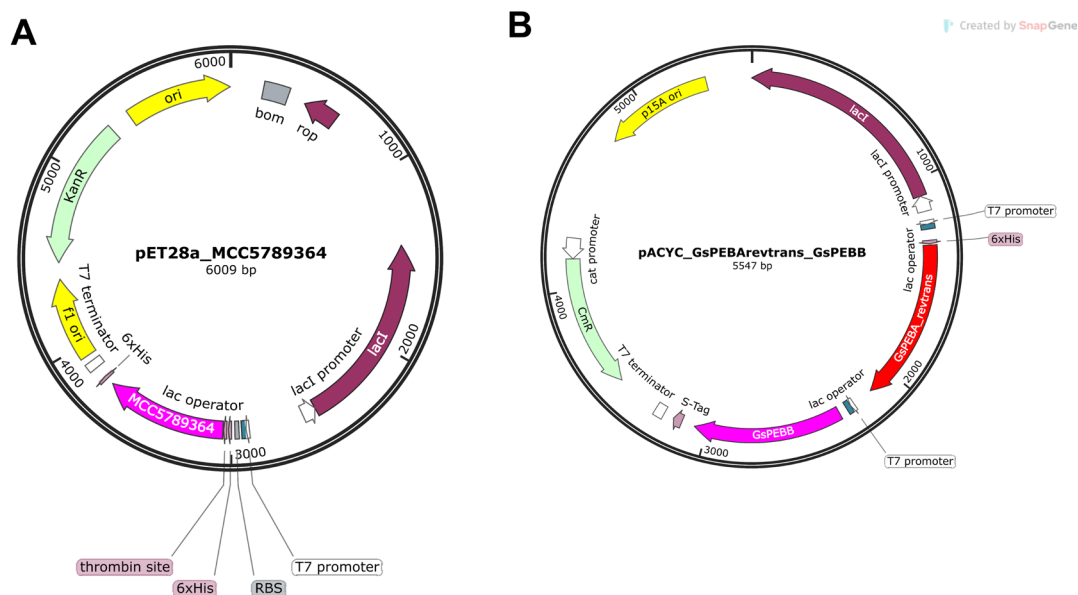 A
B
Created by SnapGene
6000
ori
bom
rop
1000
KanR
5000
pET28a_MCC5789364
6009 bp
T7 terminator
f1 ori
6xHis
4000
lac operator
MCC5789364
lacI promoter
lacI
2000
3000
thrombin site
T7 promoter
6xHis
RBS
5000
p15A ori
lacI
1000
lacI promoter
T7 promoter
6xHis
lac operator
cat promoter
pACYC_GsPEBArevtrans_GsPEBB
5547 bp
4000
CmR
GsPEBA_revtrans
T7 terminator
S-Tag
lac operator
2000
GsPEBB
3000
T7 promoter